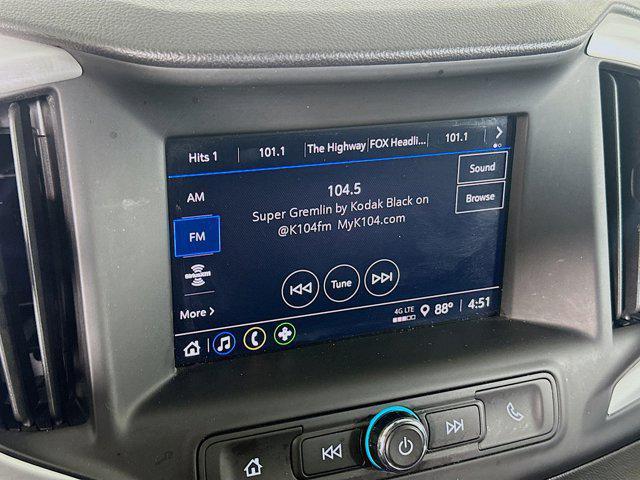 Hits 1 101.1 The Highway FOX Headli... 101.1
AM
104.5
Sound
Super Gremlin by Kodak Black on
@K104fm MyK104.com
Browse
FM
SiriusXM
Tune
More
4G LTE 88° 4:51